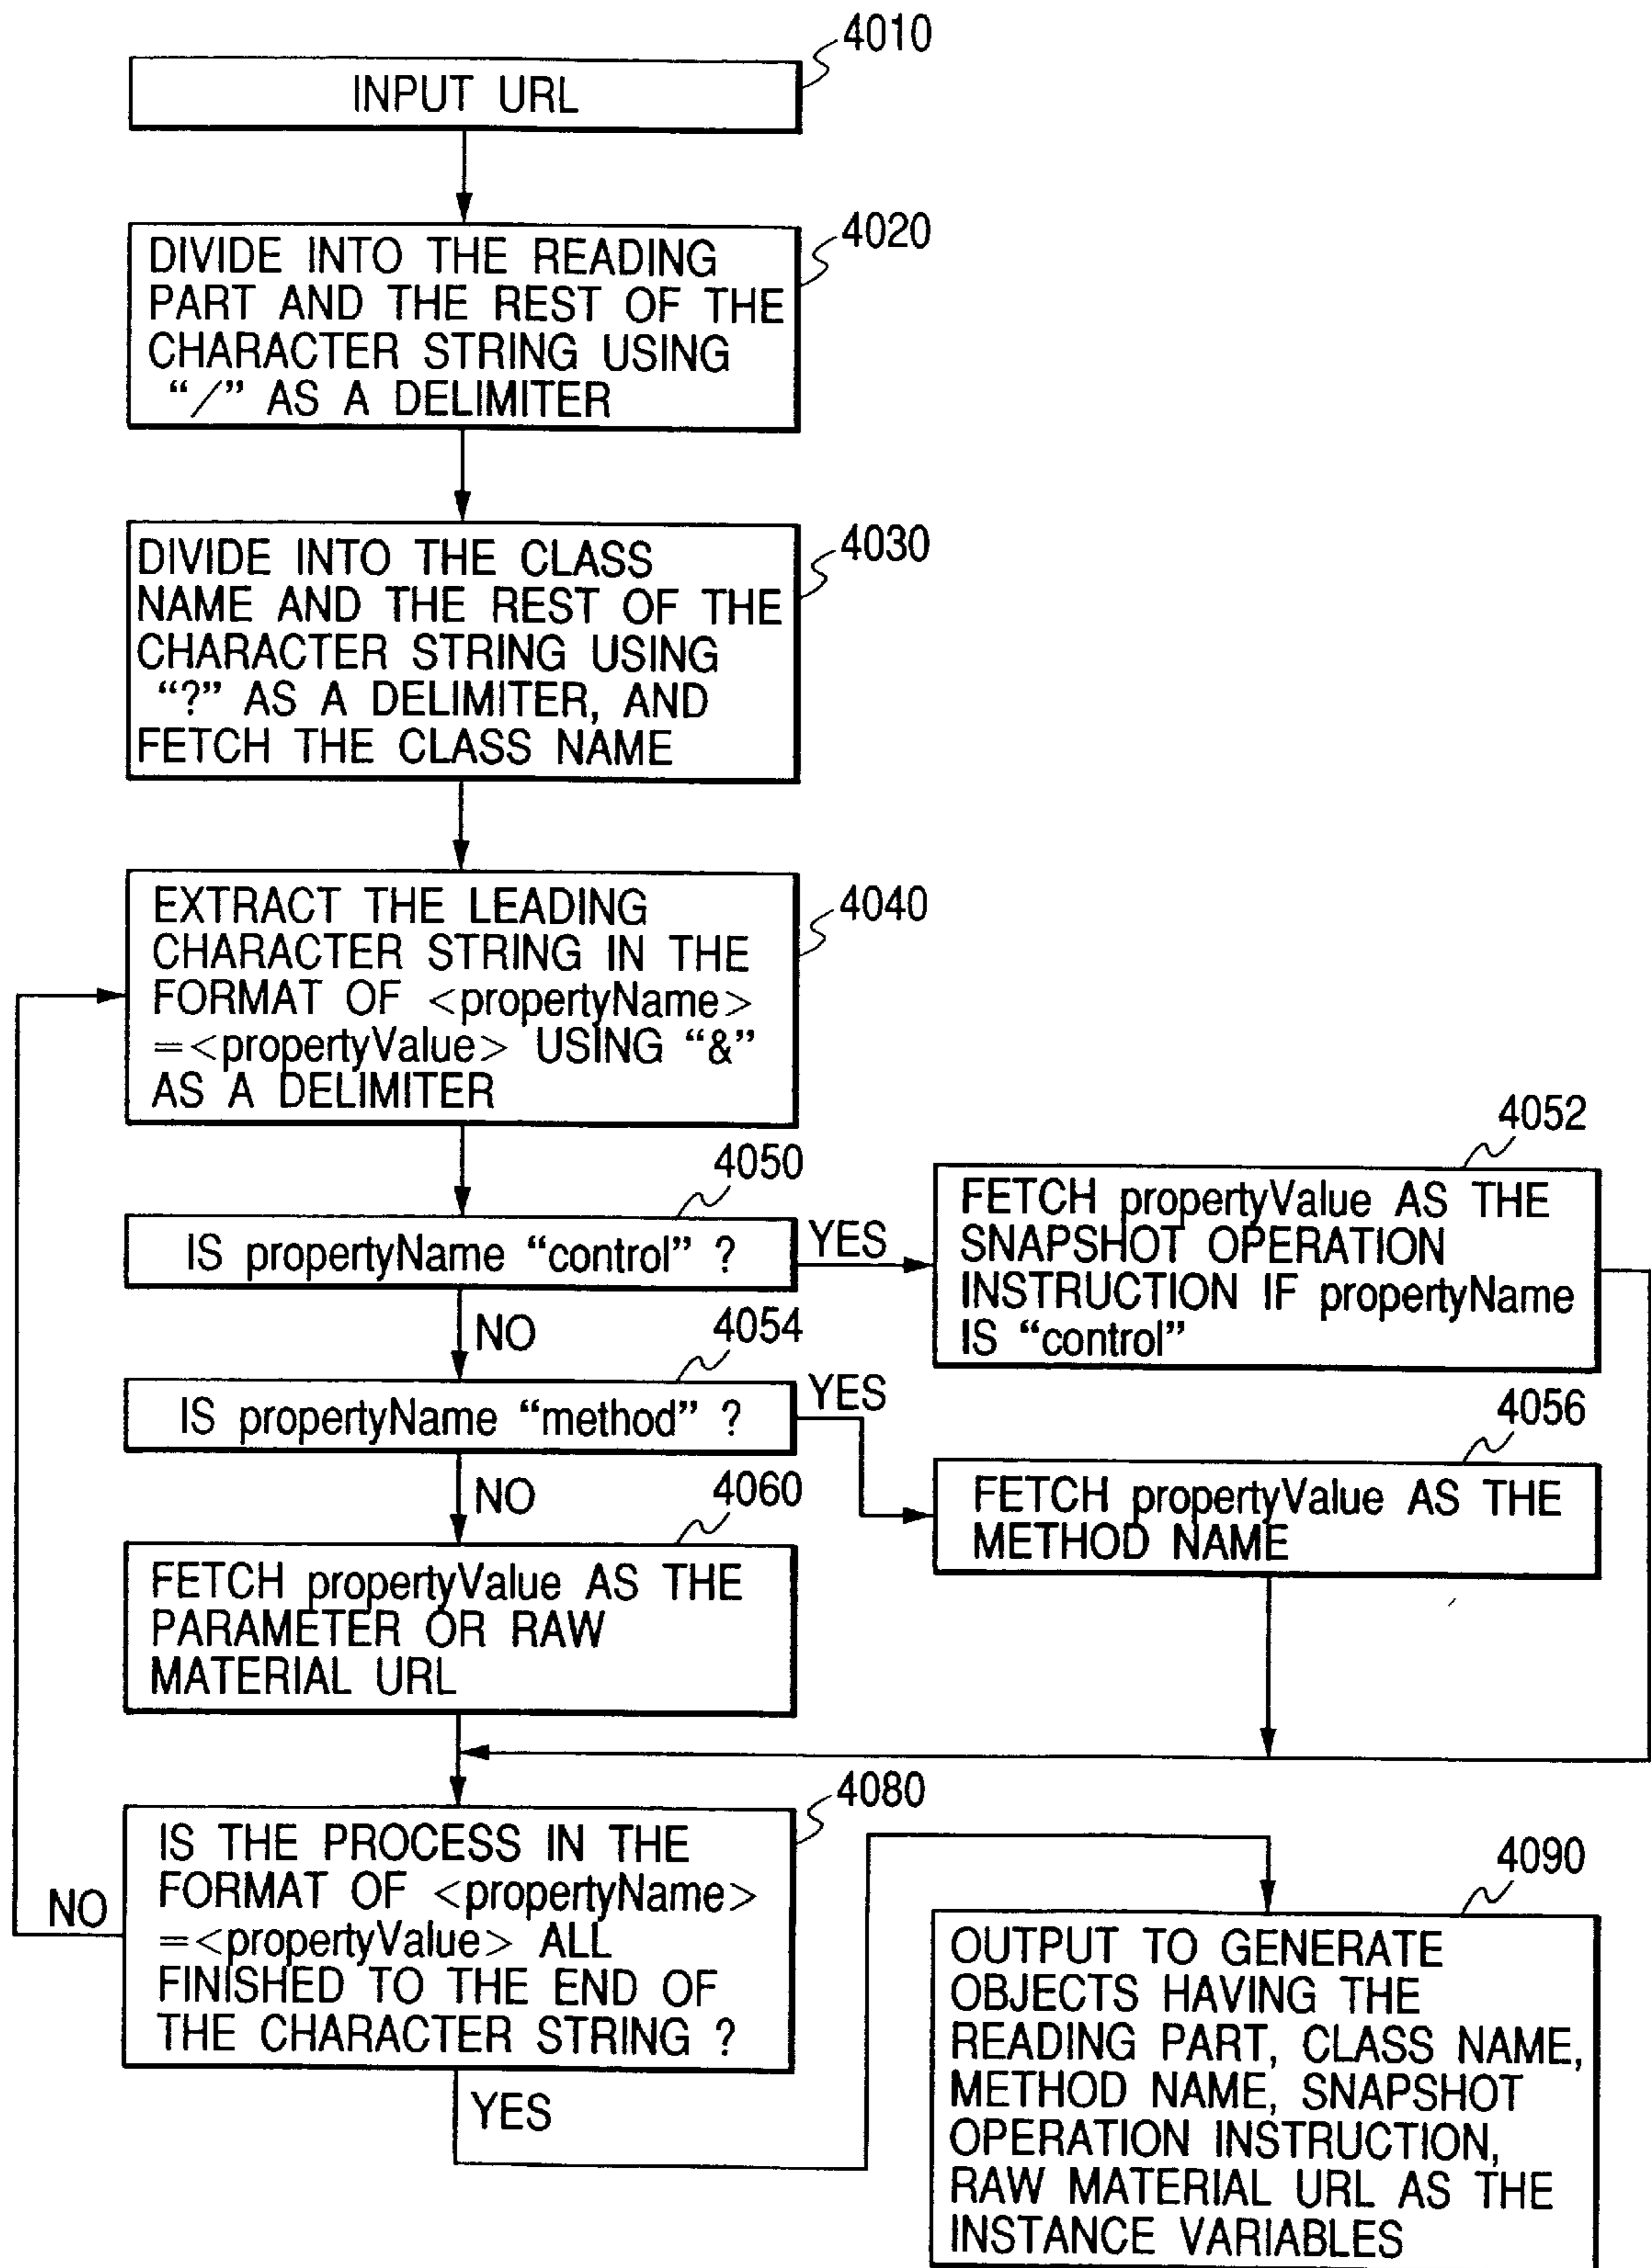 4010
INPUT URL
4020
DIVIDE INTO THE READING
PART AND THE REST OF THE
CHARACTER STRING USING
“/” AS A DELIMITER
4030
DIVIDE INTO THE CLASS
NAME AND THE REST OF THE
CHARACTER STRING USING
“?” AS A DELIMITER, AND
FETCH THE CLASS NAME
4040
EXTRACT THE LEADING
CHARACTER STRING IN THE
FORMAT OF <propertyName>
=<propertyValue> USING “&”
AS A DELIMITER
4050
IS propertyName “control” ?
YES
4052
FETCH propertyValue AS THE
SNAPSHOT OPERATION
INSTRUCTION IF propertyName
IS “control”
NO
4054
IS propertyName “method” ?
YES
4056
FETCH propertyValue AS THE
METHOD NAME
NO
4060
FETCH propertyValue AS THE
PARAMETER OR RAW
MATERIAL URL
4080
IS THE PROCESS IN THE
FORMAT OF <propertyName>
=<propertyValue> ALL
FINISHED TO THE END OF
THE CHARACTER STRING ?
NO
YES
4090
OUTPUT TO GENERATE
OBJECTS HAVING THE
READING PART, CLASS NAME,
METHOD NAME, SNAPSHOT
OPERATION INSTRUCTION,
RAW MATERIAL URL AS THE
INSTANCE VARIABLES